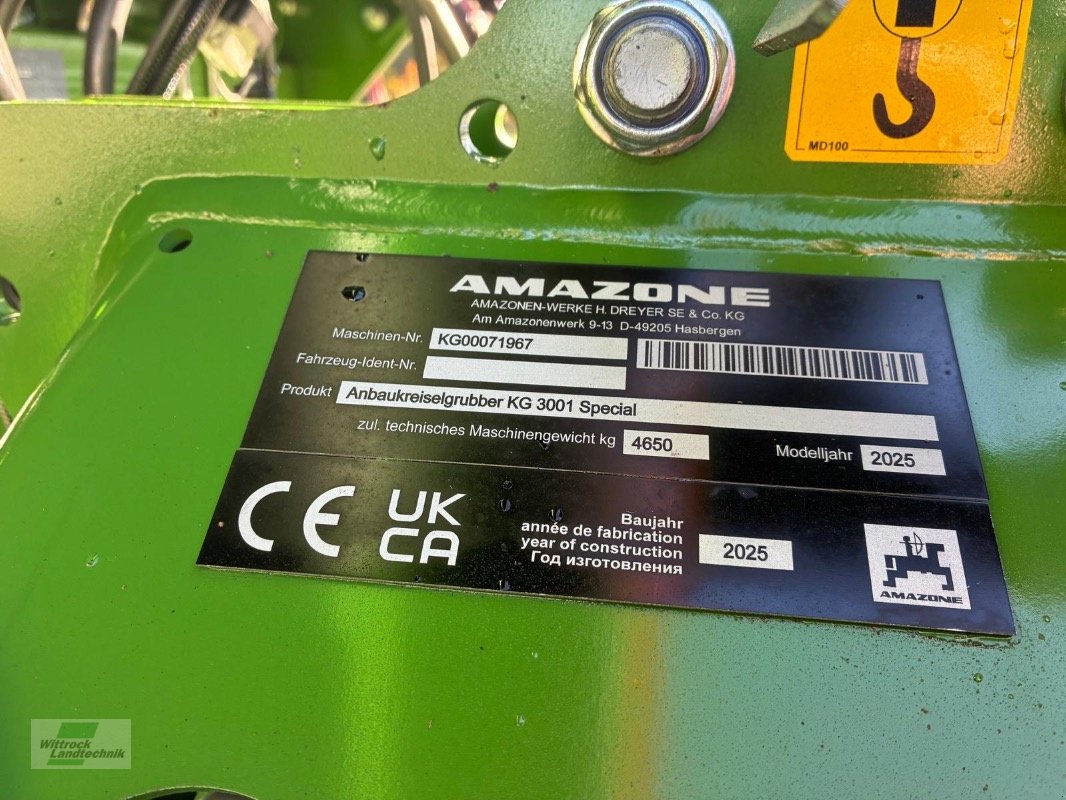 MD100
AMAZONE
AMAZONEN-WERKE H. DREYER SE & Co. KG
Am Amazonenwerk 9-13 D-49205 Hasbergen
Maschinen-Nr. KG00071967
Fahrzeug-Ident-Nr.
Produkt Anbaukreiselgrubber KG 3001 Special
zul. technisches Maschinengewicht kg 4650
Modelljahr 2025
CE
UK
CA
Baujahr
année de fabrication
year of construction
Год изготовления
2025
AMAZONE
Wittrock
Landtechnik